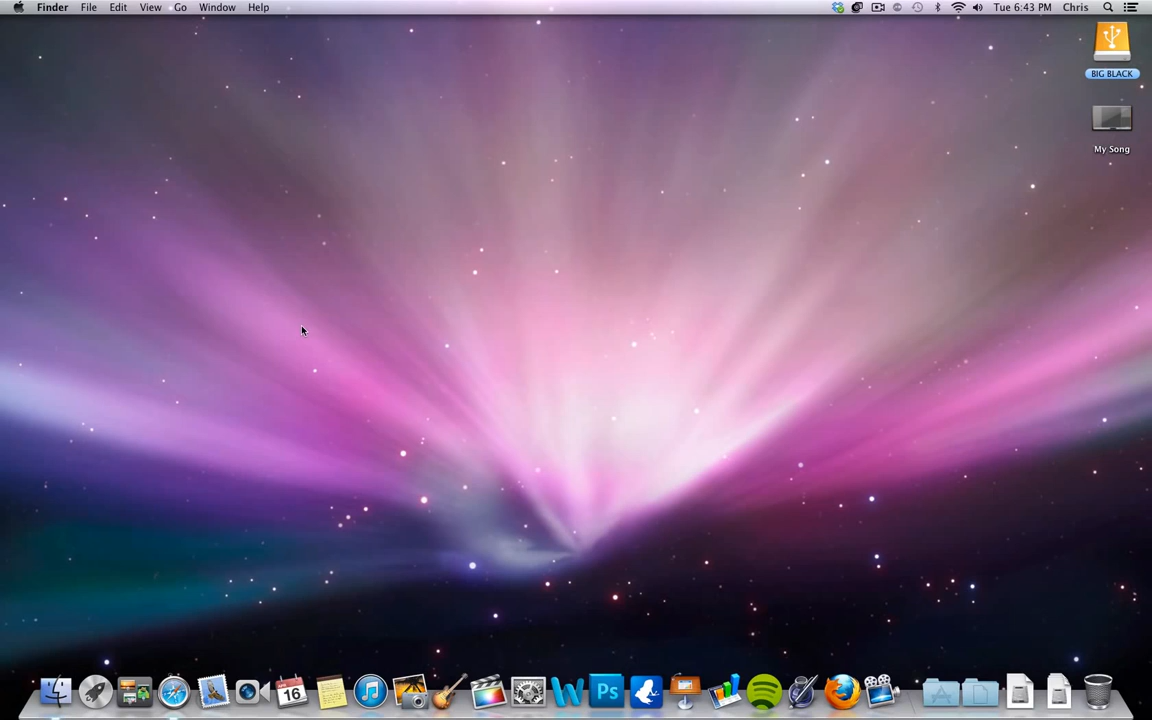 Finder File Edit View Go Window Help Tue 6:43 PM Chris
BIG BLACK
My Song
16
Ps